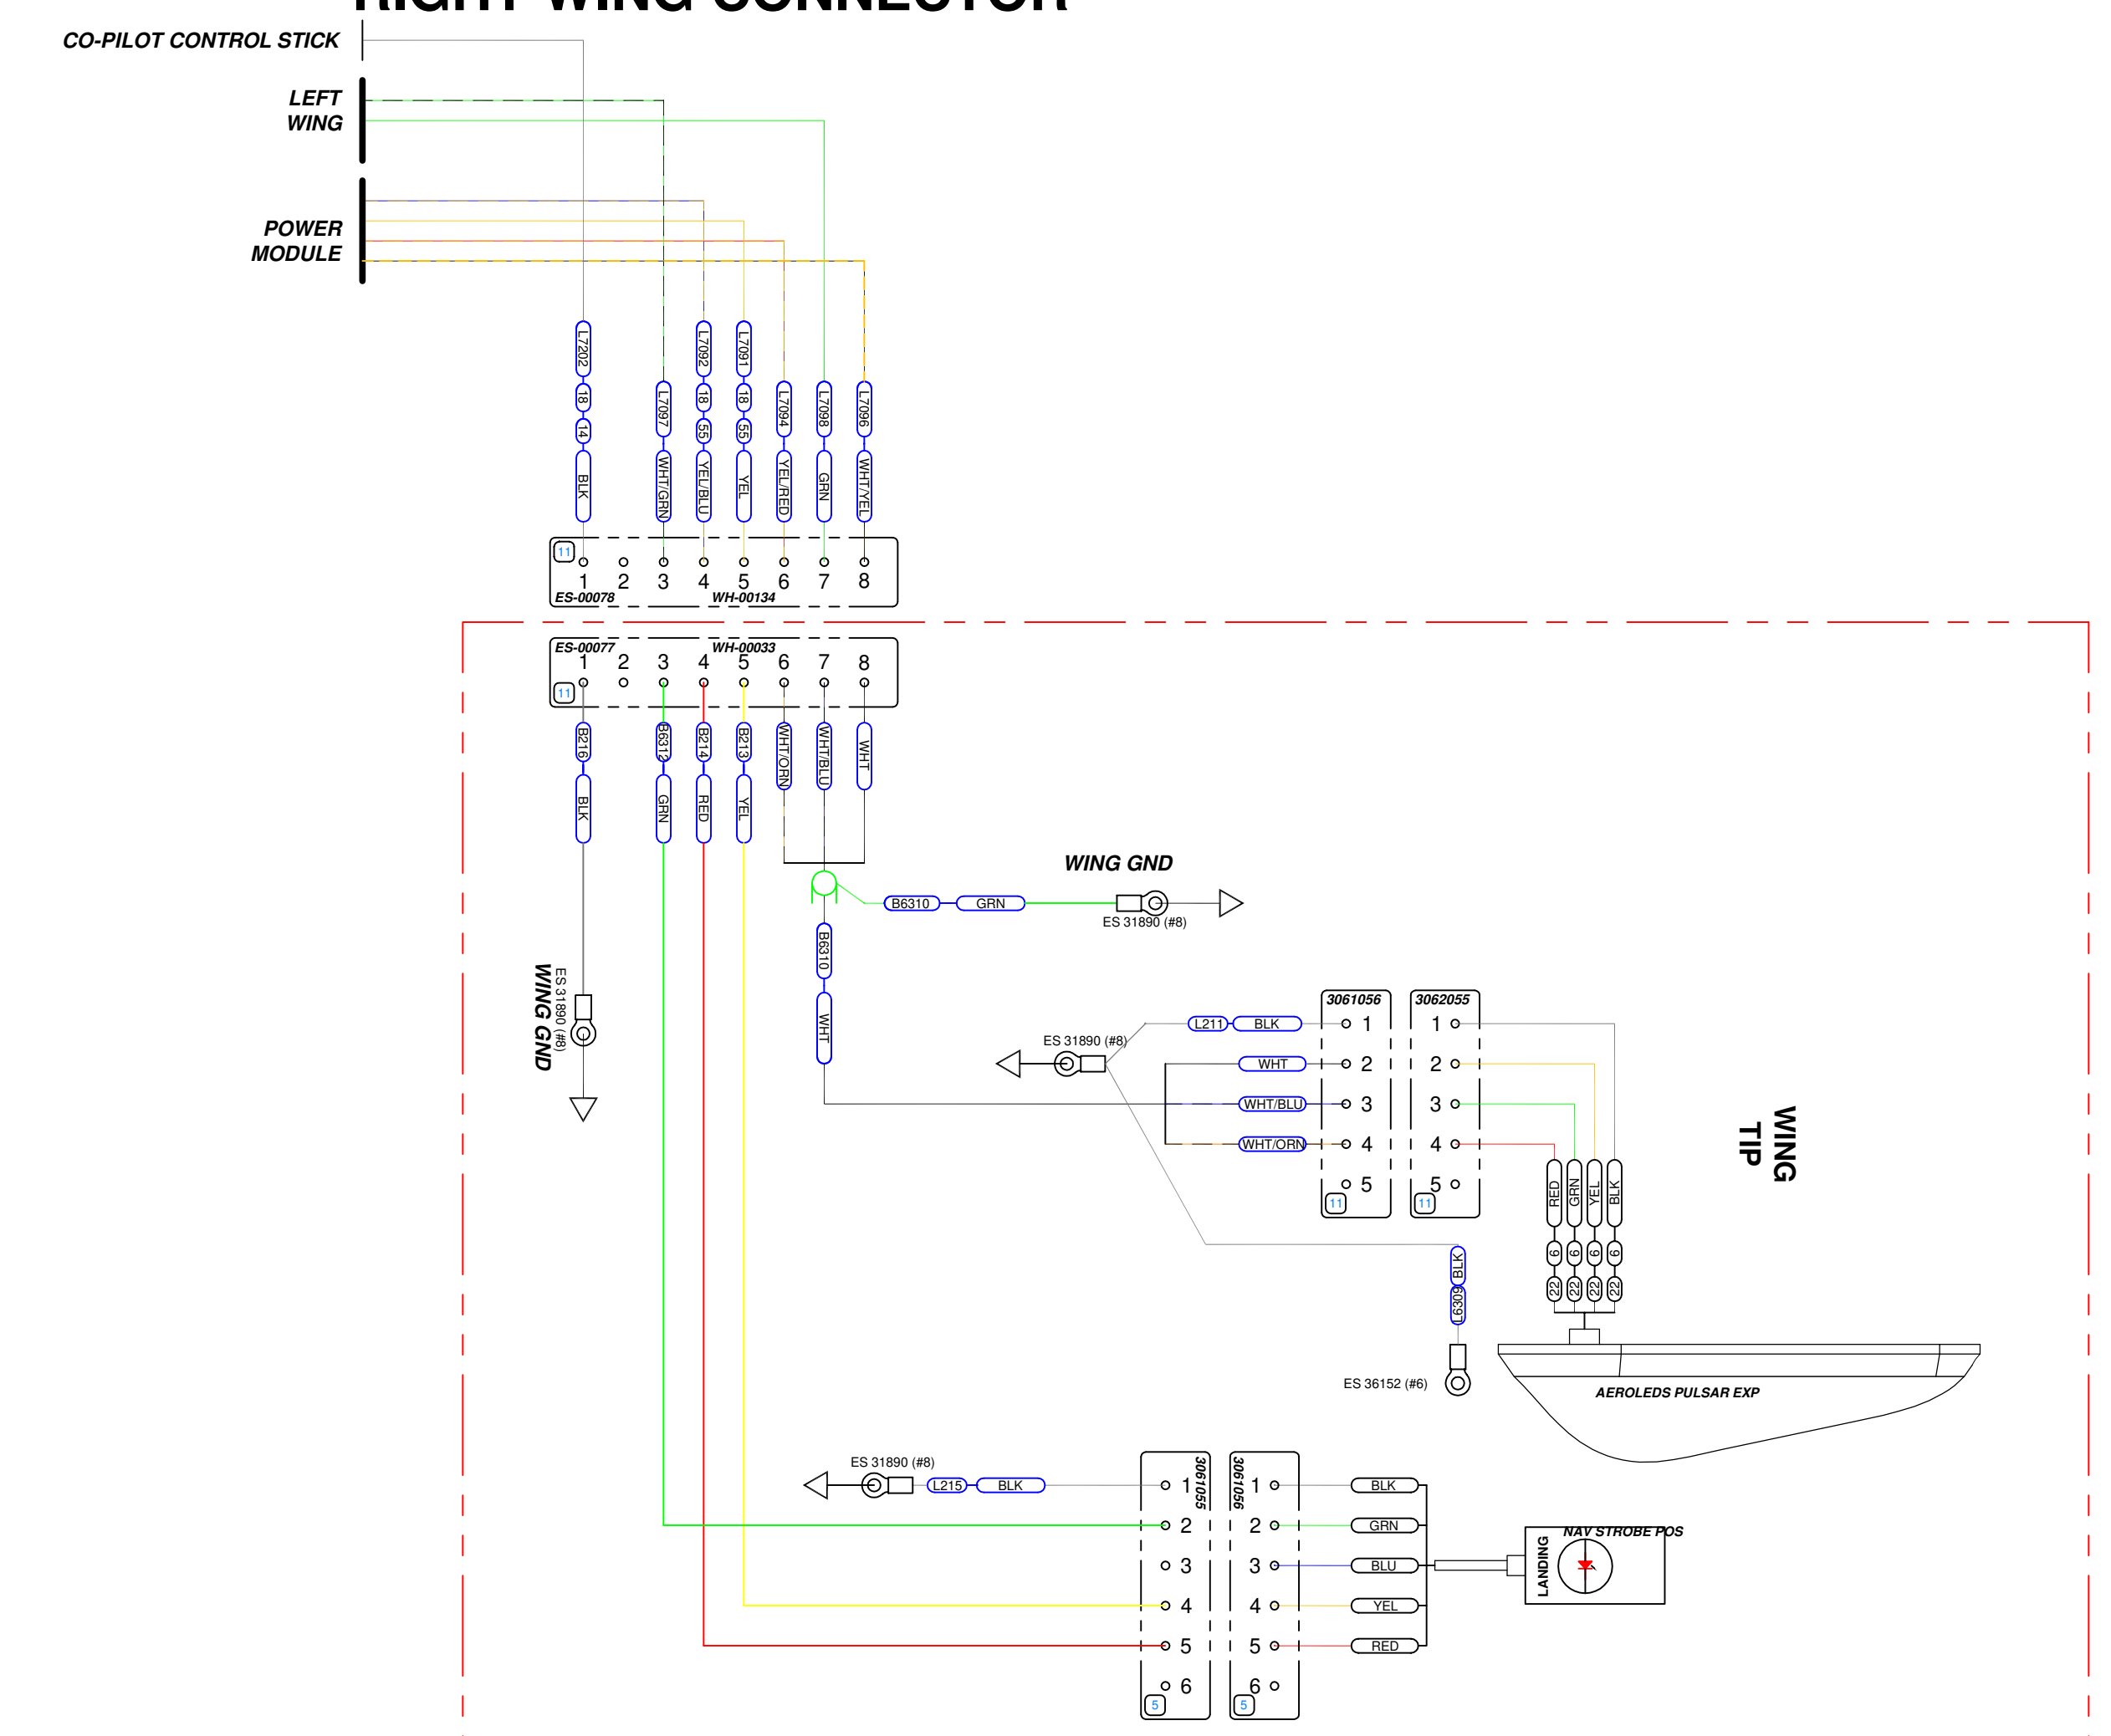 RIGHT WING CONNECTOR
CO-PILOT CONTROL STICK
LEFT
WING
POWER
MODULE
L7202 18 14 BLK
L7097 WHT/GRN
L7092 18 55 YEL/BLU
L7091 18 55 YEL
L7094 YEL/RED
L7098 GRN
L7096 WHT/YEL
11
1 2 3 4 5 6 7 8
ES-00078 WH-00134
ES-00077 WH-00033
1 2 3 4 5 6 7 8
11
B216 BLK
B6312 GRN
B214 RED
B213 YEL
WHT/ORN
WHT/BLU
WHT
WING GND
B6310 GRN
ES 31890 (#8)
B6310 WHT
WING GND
ES 31890 (#8)
ES 31890 (#8)
3061056 3062055
L211 BLK 1 1
WHT 2 2
WHT/BLU 3 3
WHT/ORN 4 4
5 5
11 11
WING
TIP
RED 6 22
GRN 6 22
YEL 6 22
BLK 6 22
BLK L6309
ES 36152 (#6)
AEROLEDS PULSAR EXP
ES 31890 (#8)
L215 BLK
3061055 3061056
1 1 BLK
2 2 GRN
3 3 BLU
4 4 YEL
5 5 RED
6 6
5 5
NAV STROBE POS
LANDING